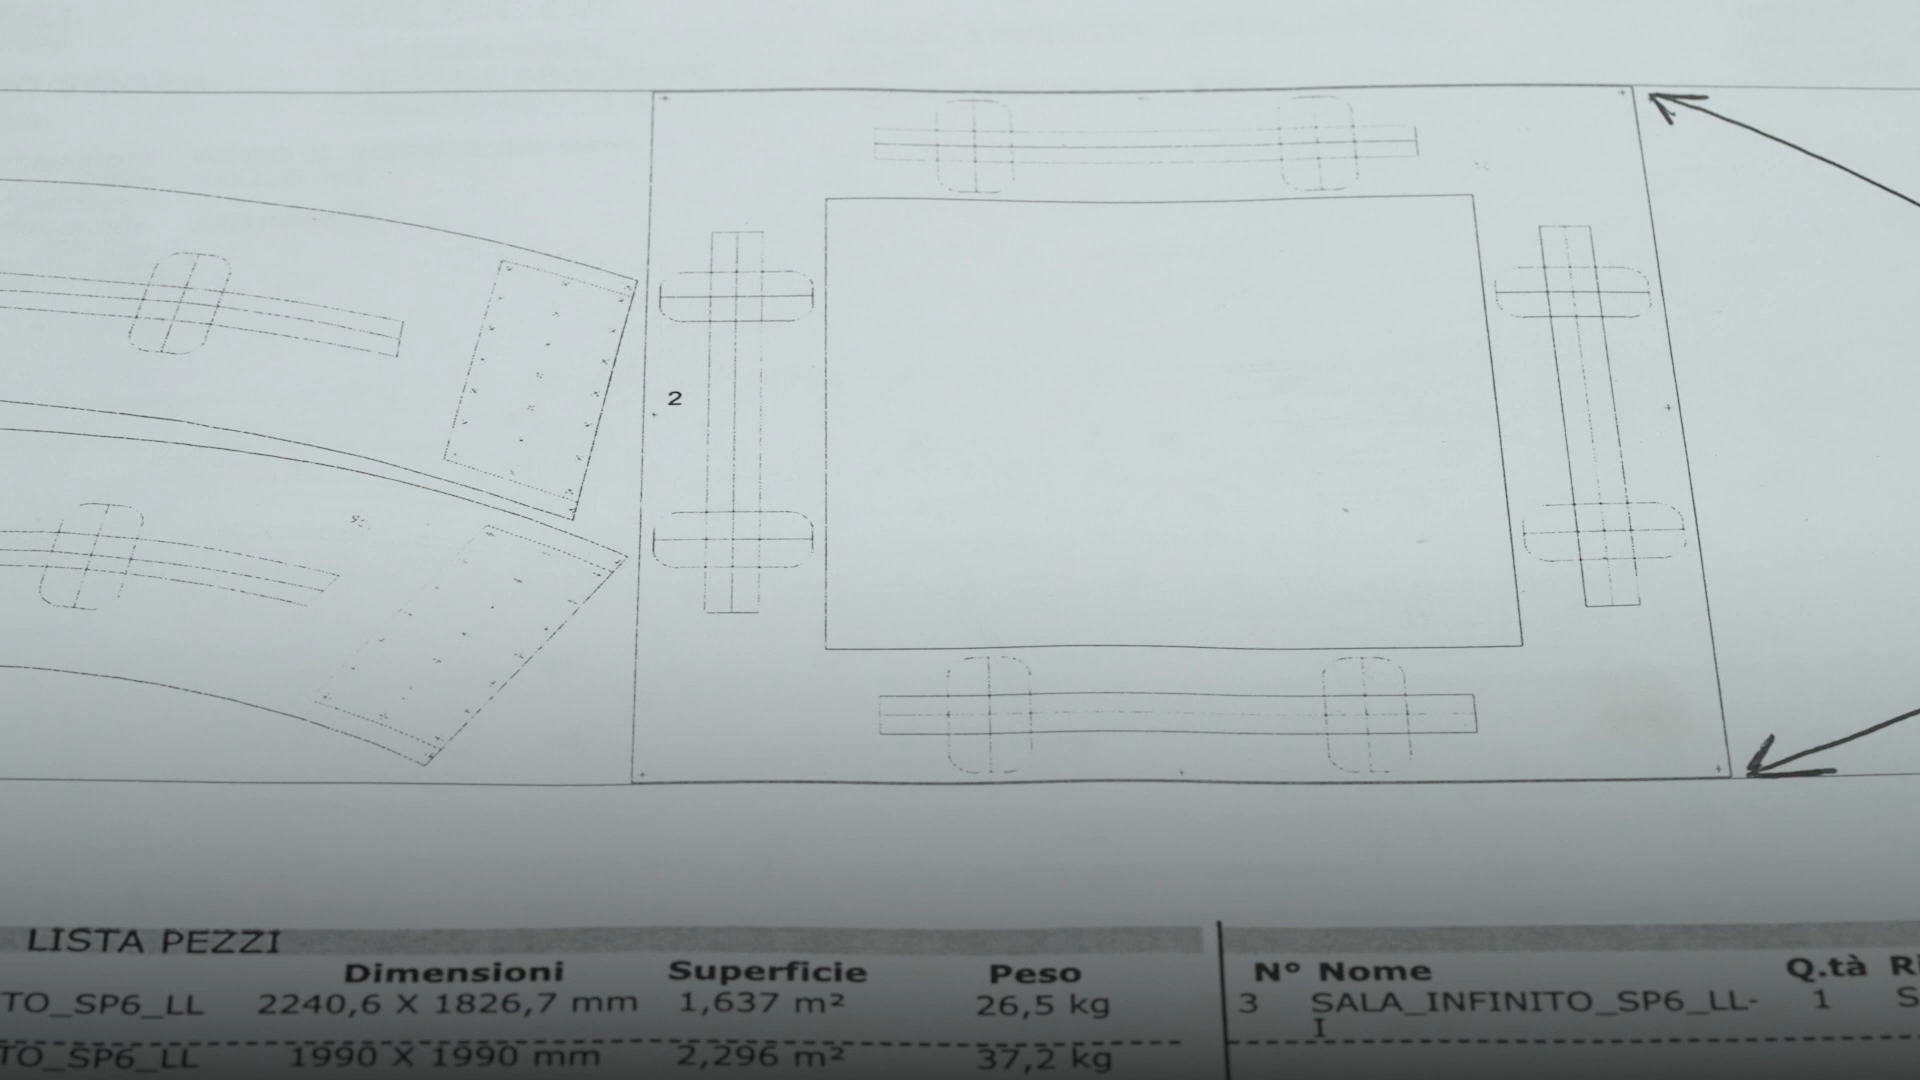 2
LISTA PEZZI
Dimensioni Superficie Peso
TO_SP6_LL 2240,6 X 1826,7 mm 1,637 m² 26,5 kg
TO_SP6_LL 1990 X 1990 mm 2,296 m² 37,2 kg
N° Nome Q.tà Ri
3 SALA_INFINITO_SP6_LL- 1 S
I